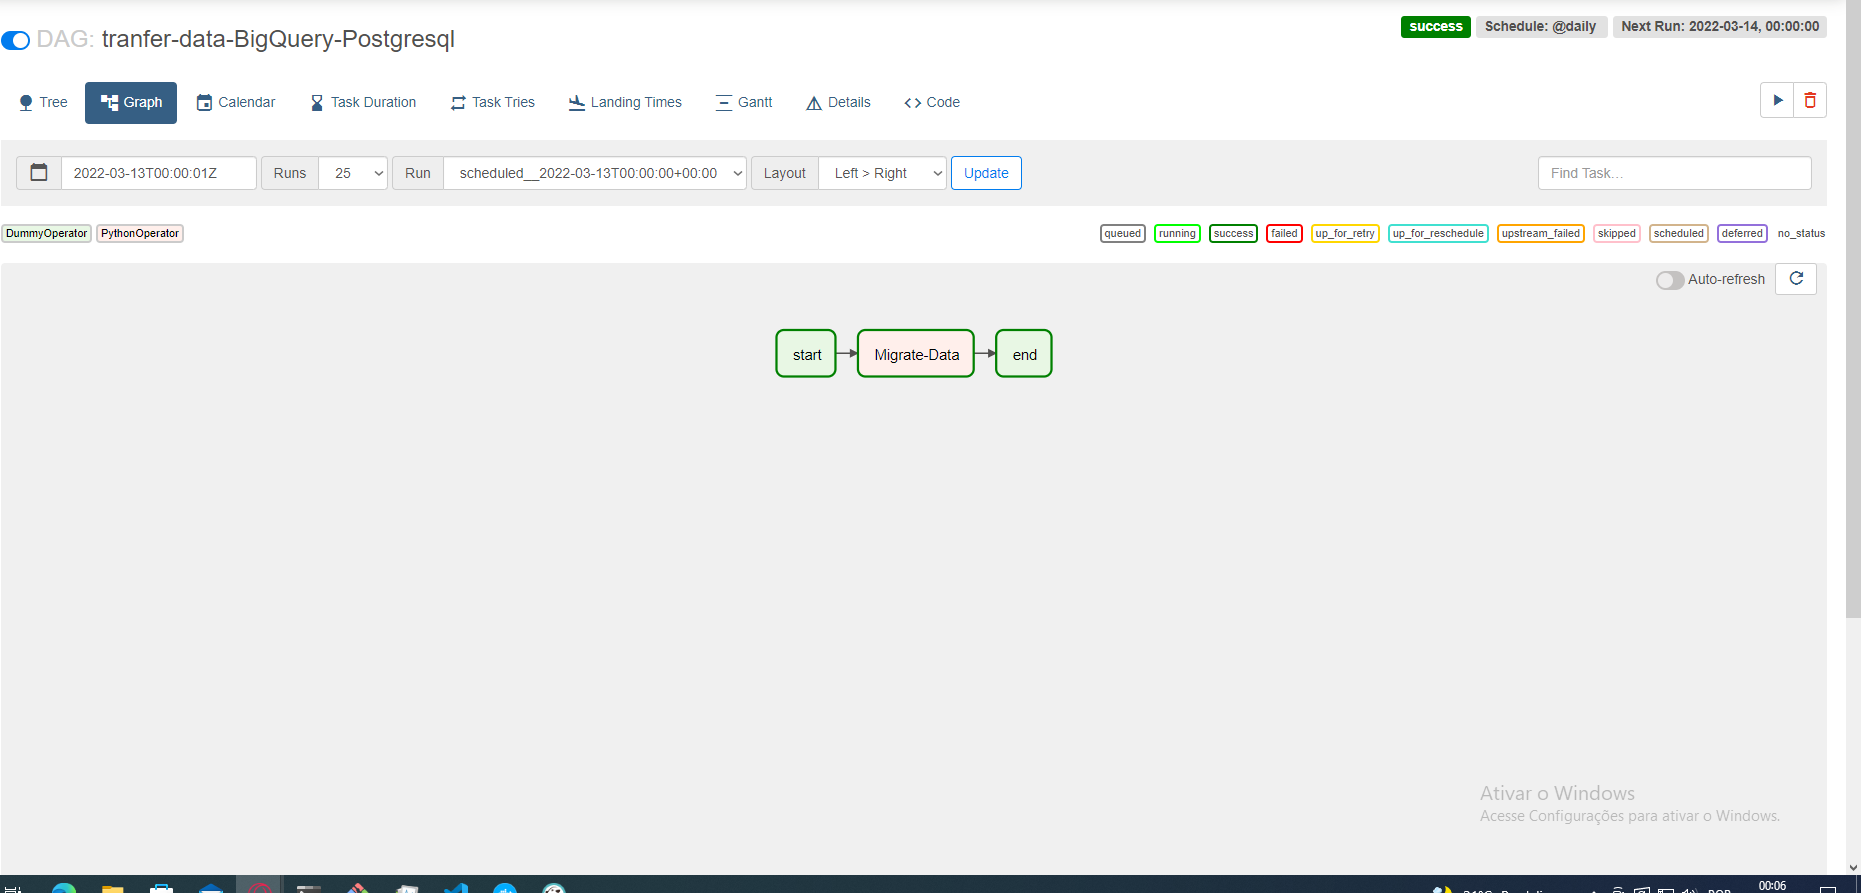 DAG: tranfer-data-BigQuery-Postgresql
success Schedule: @daily Next Run: 2022-03-14, 00:00:00
Tree Graph Calendar Task Duration Task Tries Landing Times Gantt Details Code
2022-03-13T00:00:01Z Runs 25 Run scheduled__2022-03-13T00:00:00+00:00 Layout Left > Right Update Find Task...
DummyOperator PythonOperator queued running success failed up_for_retry up_for_reschedule upstream_failed skipped scheduled deferred no_status
Auto-refresh
start Migrate-Data end
Ativar o Windows
Acesse Configurações para ativar o Windows.
00:06